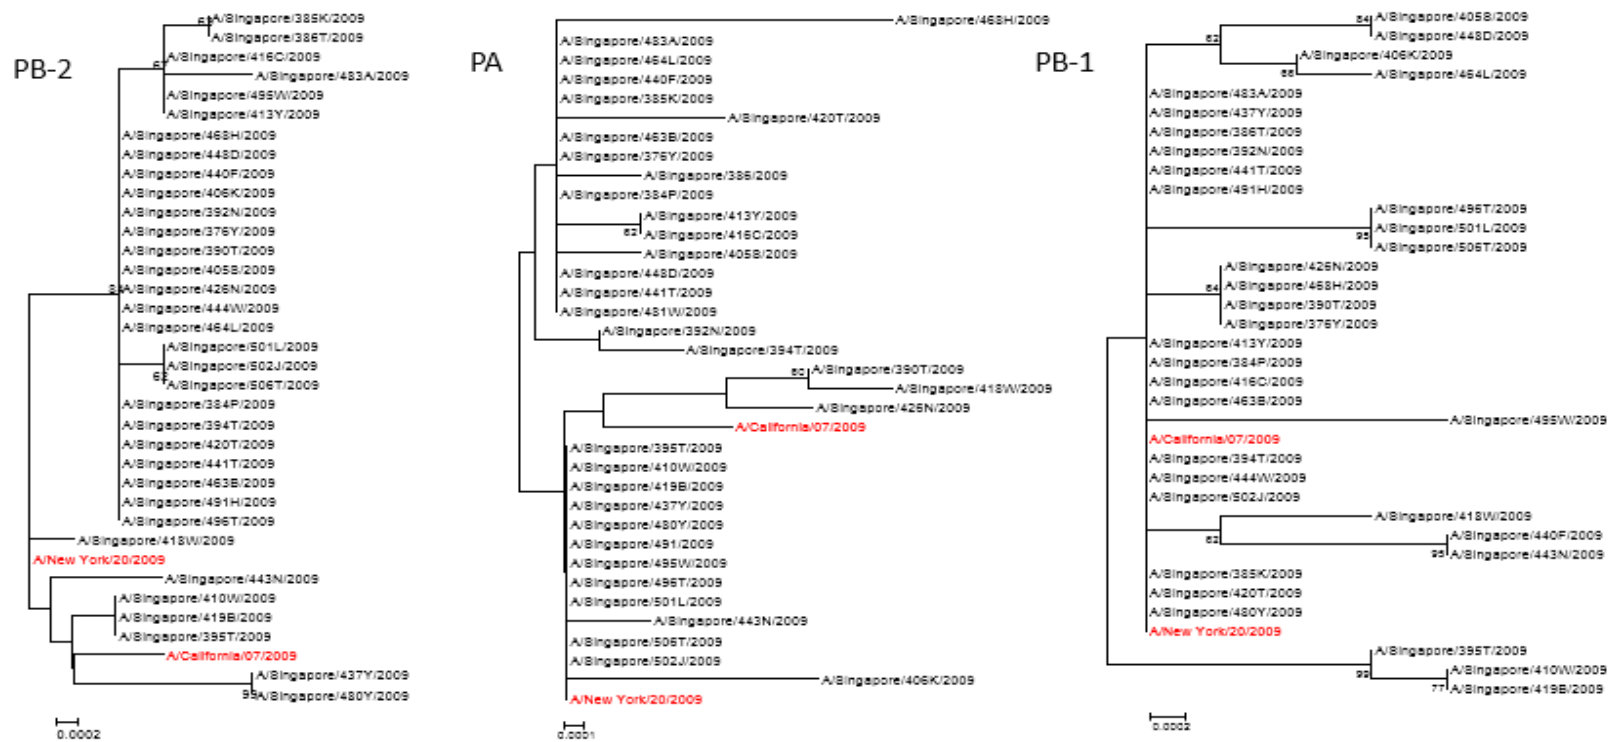 PB-2
A/Singapore/385K/2009
A/Singapore/386T/2009
A/Singapore/416C/2009
A/Singapore/483A/2009
A/Singapore/495W/2009
A/Singapore/413Y/2009
A/Singapore/468H/2009
A/Singapore/448D/2009
A/Singapore/440F/2009
A/Singapore/406K/2009
A/Singapore/392N/2009
A/Singapore/376Y/2009
A/Singapore/390T/2009
A/Singapore/405S/2009
A/Singapore/426N/2009
A/Singapore/444W/2009
A/Singapore/464L/2009
A/Singapore/501L/2009
A/Singapore/502J/2009
A/Singapore/506T/2009
A/Singapore/384P/2009
A/Singapore/394T/2009
A/Singapore/420T/2009
A/Singapore/441T/2009
A/Singapore/463B/2009
A/Singapore/491H/2009
A/Singapore/496T/2009
A/Singapore/418W/2009
A/New York/20/2009
A/Singapore/443N/2009
A/Singapore/410W/2009
A/Singapore/419B/2009
A/Singapore/395T/2009
A/California/07/2009
A/Singapore/437Y/2009
A/Singapore/480Y/2009
0.0002
PA
A/Singapore/468H/2009
A/Singapore/483A/2009
A/Singapore/464L/2009
A/Singapore/440F/2009
A/Singapore/385K/2009
A/Singapore/420T/2009
A/Singapore/463B/2009
A/Singapore/376Y/2009
A/Singapore/386/2009
A/Singapore/384P/2009
A/Singapore/413Y/2009
62
A/Singapore/416C/2009
A/Singapore/405S/2009
A/Singapore/448D/2009
A/Singapore/441T/2009
A/Singapore/481W/2009
A/Singapore/392N/2009
A/Singapore/394T/2009
A/Singapore/390T/2009
A/Singapore/418W/2009
A/Singapore/426N/2009
A/California/07/2009
A/Singapore/395T/2009
A/Singapore/410W/2009
A/Singapore/419B/2009
A/Singapore/437Y/2009
A/Singapore/480Y/2009
A/Singapore/491/2009
A/Singapore/495W/2009
A/Singapore/496T/2009
A/Singapore/501L/2009
A/Singapore/443N/2009
A/Singapore/506T/2009
A/Singapore/502J/2009
A/Singapore/406K/2009
A/New York/20/2009
0.0001
PB-1
84
A/Singapore/405S/2009
A/Singapore/448D/2009
62
A/Singapore/406K/2009
A/Singapore/464L/2009
A/Singapore/483A/2009
A/Singapore/437Y/2009
A/Singapore/386T/2009
A/Singapore/392N/2009
A/Singapore/441T/2009
A/Singapore/491H/2009
A/Singapore/496T/2009
A/Singapore/501L/2009
95
A/Singapore/506T/2009
A/Singapore/426N/2009
64
A/Singapore/468H/2009
A/Singapore/390T/2009
A/Singapore/376Y/2009
A/Singapore/413Y/2009
A/Singapore/384P/2009
A/Singapore/416C/2009
A/Singapore/463B/2009
A/Singapore/495W/2009
A/California/07/2009
A/Singapore/394T/2009
A/Singapore/444W/2009
A/Singapore/502J/2009
A/Singapore/418W/2009
62
A/Singapore/440F/2009
95
A/Singapore/443N/2009
A/Singapore/385K/2009
A/Singapore/420T/2009
A/Singapore/480Y/2009
A/New York/20/2009
A/Singapore/395T/2009
99
A/Singapore/410W/2009
77
A/Singapore/419B/2009
0.0002